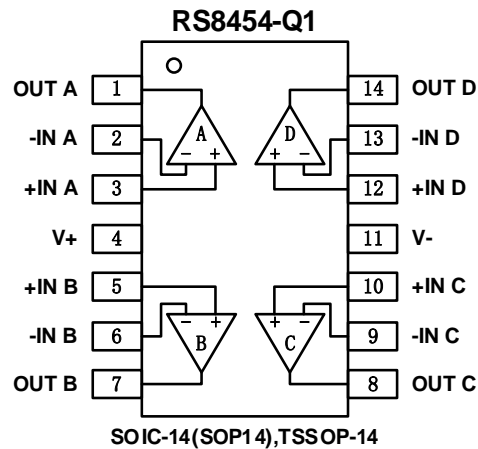 RS8454-Q1
OUT A 1 14 OUT D
-IN A 2 A D 13 -IN D
- + + -
+IN A 3 12 +IN D
V+ 4 11 V-
+IN B 5 10 +IN C
- + + -
-IN B 6 B C 9 -IN C
OUT B 7 8 OUT C
SOIC-14(SOP14),TSSOP-14